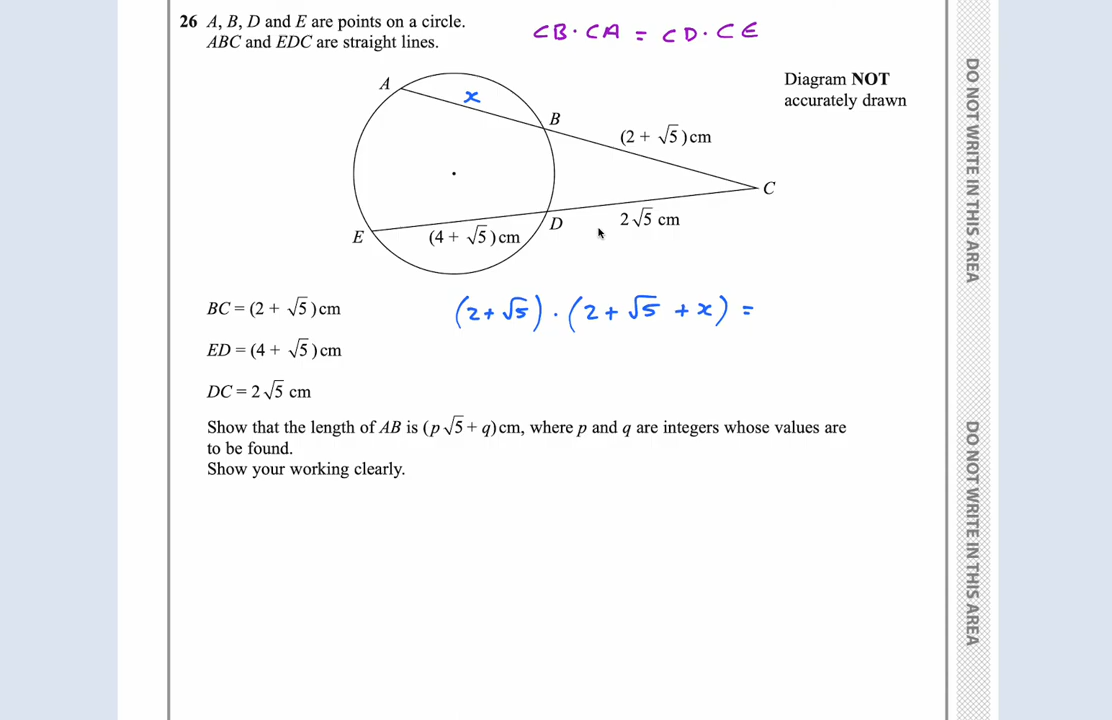 26 A, B, D and E are points on a circle.
ABC and EDC are straight lines.
CB · CA = CD · CE
Diagram NOT
accurately drawn
A
x
B
(2 + √5) cm
C
D
2√5 cm
E
(4 + √5) cm
BC = (2 + √5) cm
(2 + √5) · (2 + √5 + x) =
ED = (4 + √5) cm
DC = 2√5 cm
Show that the length of AB is (p√5 + q) cm, where p and q are integers whose values are
to be found.
Show your working clearly.
DO NOT WRITE IN THIS AREA
DO NOT WRITE IN THIS AREA